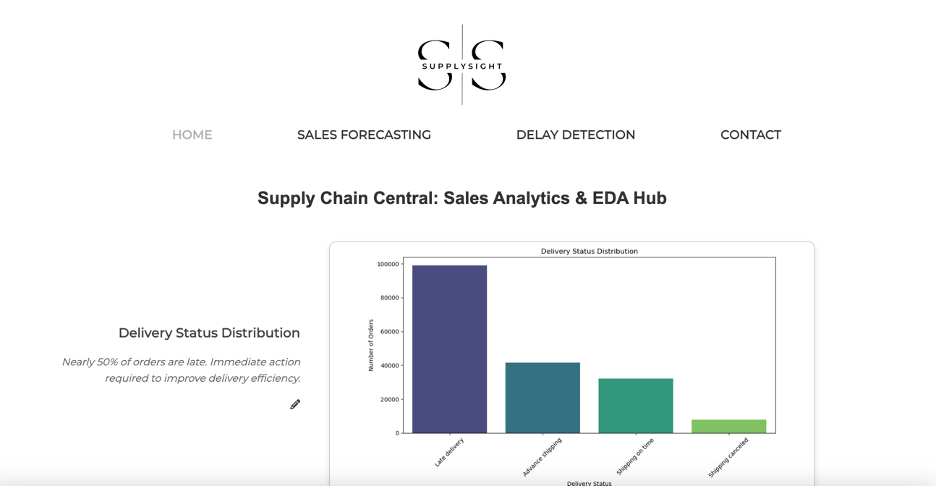 SUPPLYSIGHT
HOME SALES FORECASTING DELAY DETECTION CONTACT
Supply Chain Central: Sales Analytics & EDA Hub
Delivery Status Distribution
Nearly 50% of orders are late. Immediate action
required to improve delivery efficiency.
Delivery Status Distribution
Number of Orders
100000
80000
60000
40000
20000
0
Late delivery
Advance shipping
Shipping on time
Shipping canceled
Delivery Status